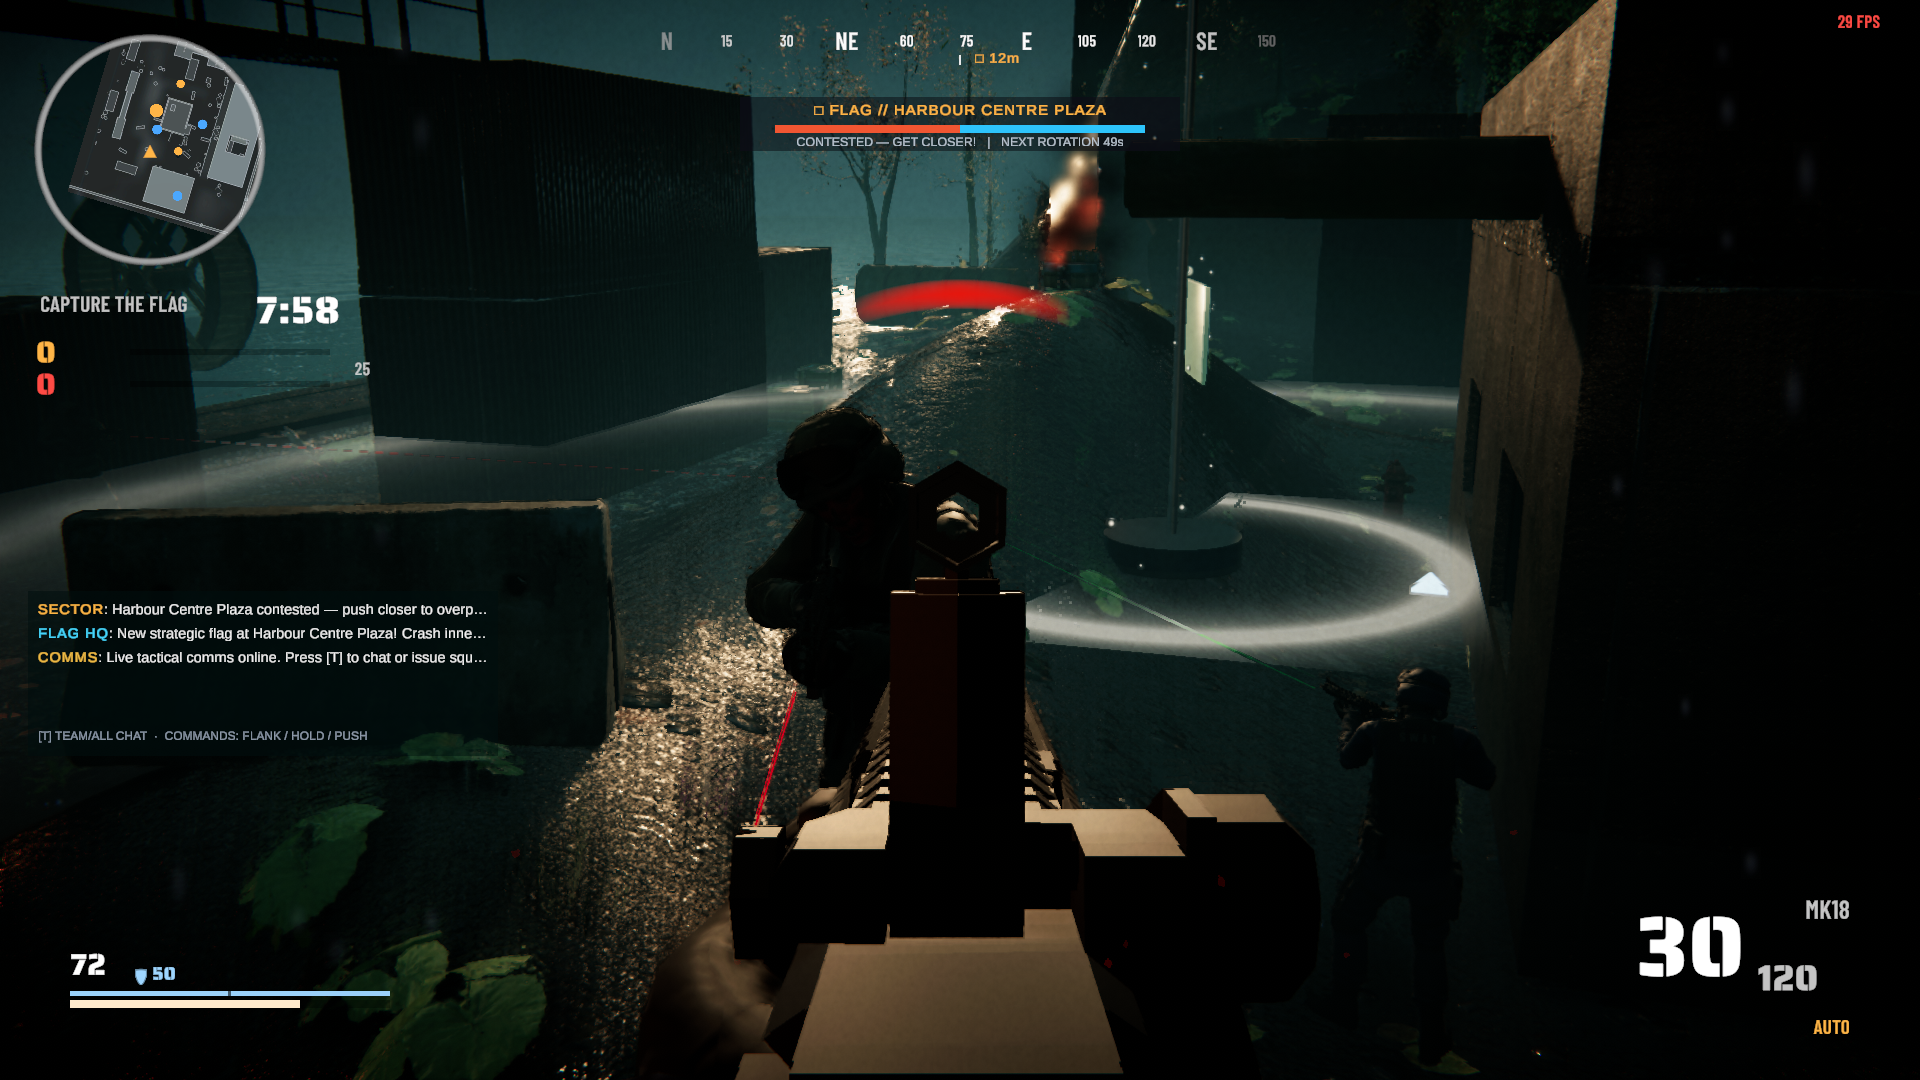 29 FPS
N 15 30 NE 60 75 E 105 120 SE 150
12m
FLAG // HARBOUR CENTRE PLAZA
CONTESTED — GET CLOSER! | NEXT ROTATION 49s
CAPTURE THE FLAG 7:58
0
25
0
SECTOR: Harbour Centre Plaza contested — push closer to overp...
FLAG HQ: New strategic flag at Harbour Centre Plaza! Crash inne...
COMMS: Live tactical comms online. Press [T] to chat or issue squ...
[T] TEAM/ALL CHAT · COMMANDS: FLANK / HOLD / PUSH
72 50
MK18
30 120
AUTO